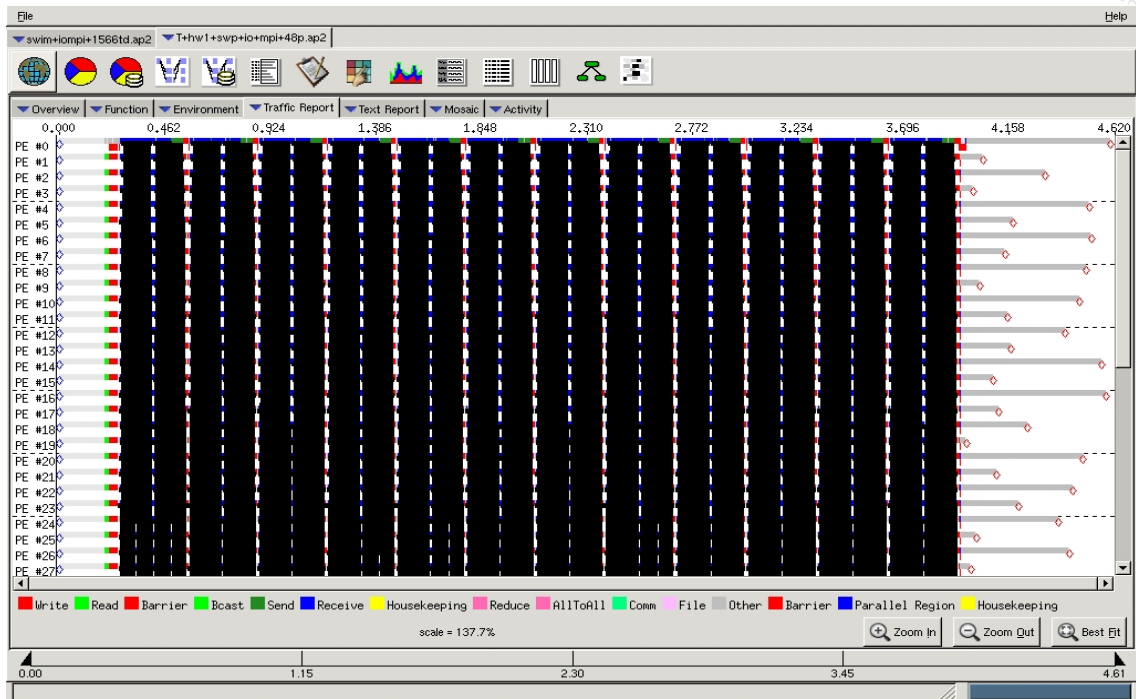 File Help
swim+iompi+1566td.ap2 T+hw1+swp+io+mpi+48p.ap2
Overview Function Environment Traffic Report Text Report Mosaic Activity
0.000 0.462 0.924 1.386 1.848 2.310 2.772 3.234 3.696 4.158 4.620
PE #0
PE #1
PE #2
PE #3
PE #4
PE #5
PE #6
PE #7
PE #8
PE #9
PE #10
PE #11
PE #12
PE #13
PE #14
PE #15
PE #16
PE #17
PE #18
PE #19
PE #20
PE #21
PE #22
PE #23
PE #24
PE #25
PE #26
PE #27
Write Read Barrier Bcast Send Receive Housekeeping Reduce AllToAll Comm File Other Barrier Parallel Region Housekeeping
scale = 137.7% Zoom In Zoom Out Best Fit
0.00 1.15 2.30 3.45 4.61